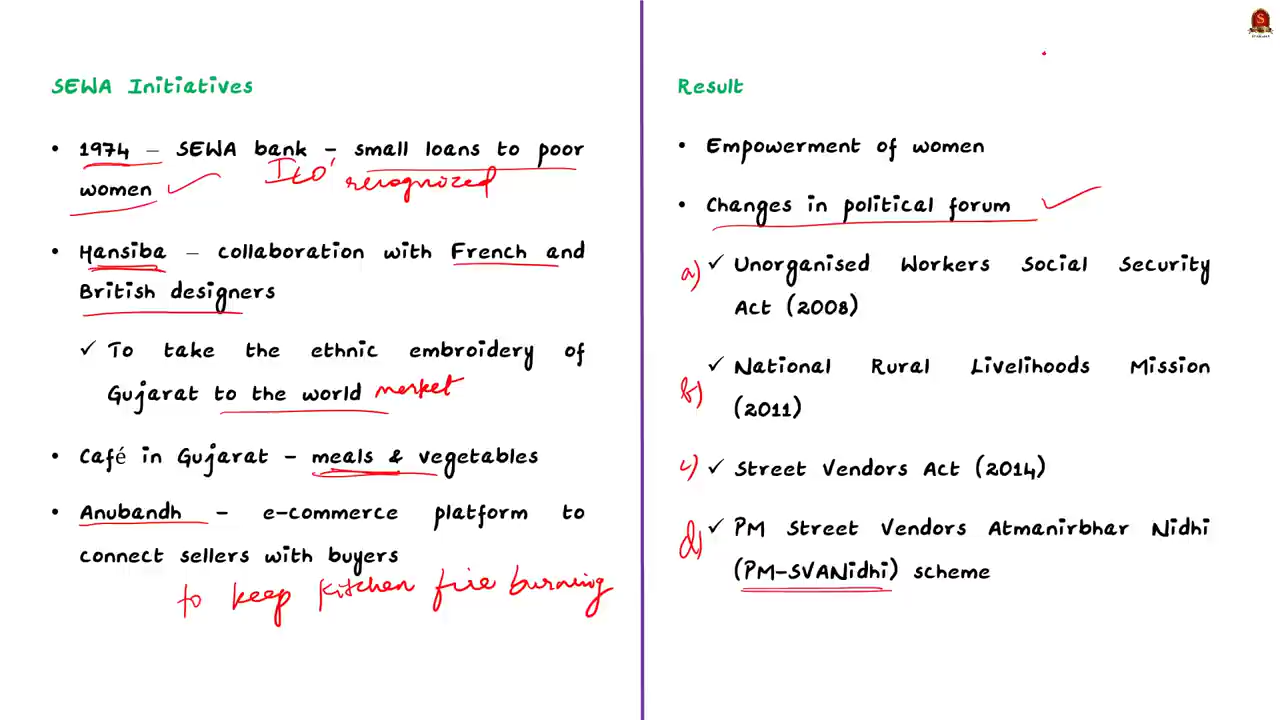 SEWA Initiatives
• 1974 – SEWA bank – small loans to poor
women
ILO'
recognized
• Hansiba – collaboration with French and
British designers
✓ To take the ethnic embroidery of
Gujarat to the world market
• Café in Gujarat – meals & vegetables
• Anubandh – e-commerce platform to
connect sellers with buyers
to keep kitchen fire burning
Result
• Empowerment of women
• Changes in political forum
a) ✓ Unorganised Workers Social Security
Act (2008)
✓ National Rural Livelihoods Mission
b) (2011)
c) ✓ Street Vendors Act (2014)
d) ✓ PM Street Vendors Atmanirbhar Nidhi
(PM-SVANidhi) scheme